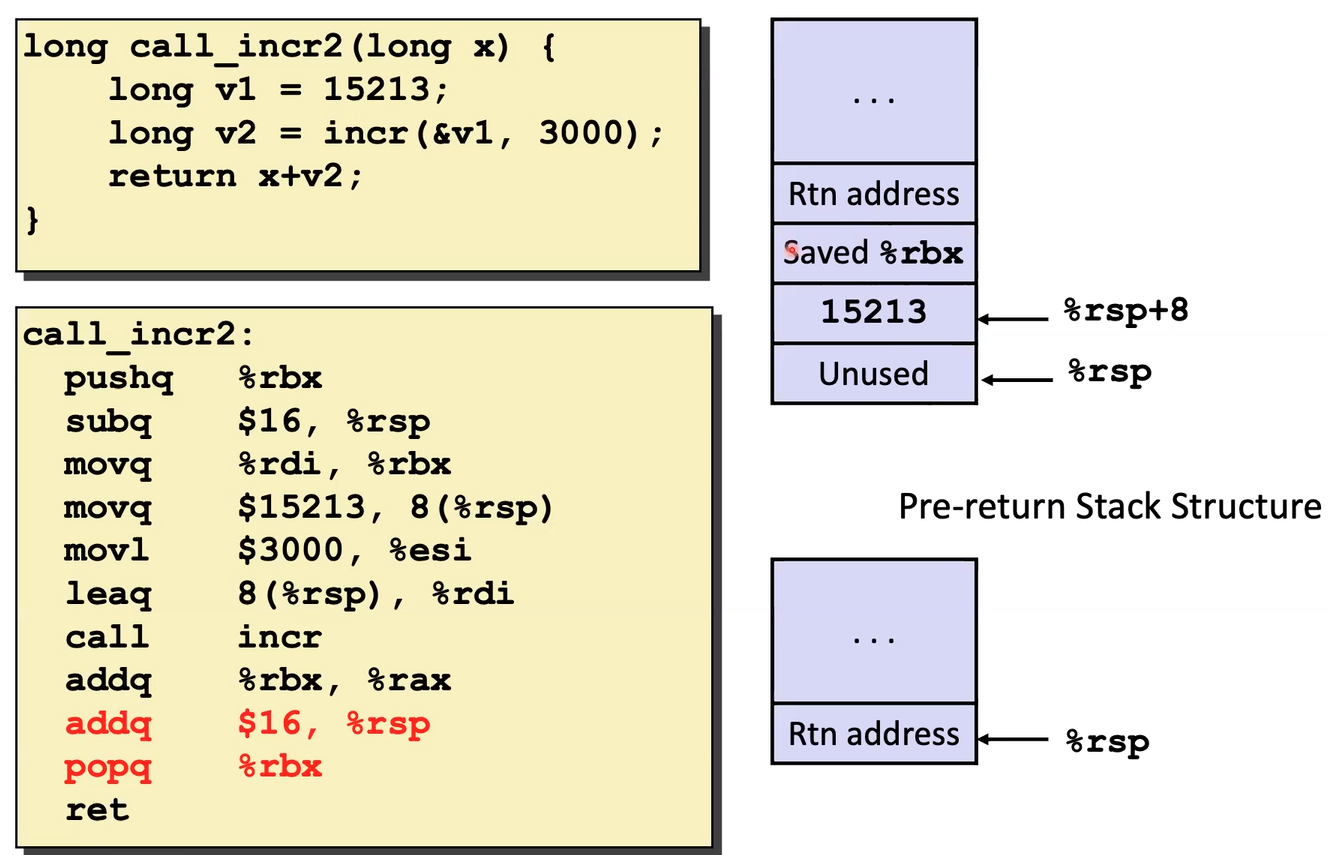 long call_incr2(long x) {
    long v1 = 15213;
    long v2 = incr(&v1, 3000);
    return x+v2;
}
call_incr2:
  pushq   %rbx
  subq    $16, %rsp
  movq    %rdi, %rbx
  movq    $15213, 8(%rsp)
  movl    $3000, %esi
  leaq    8(%rsp), %rdi
  call    incr
  addq    %rbx, %rax
  addq    $16, %rsp
  popq    %rbx
  ret
...
Rtn address
Saved %rbx
15213 %rsp+8
Unused %rsp
Pre-return Stack Structure
...
Rtn address %rsp